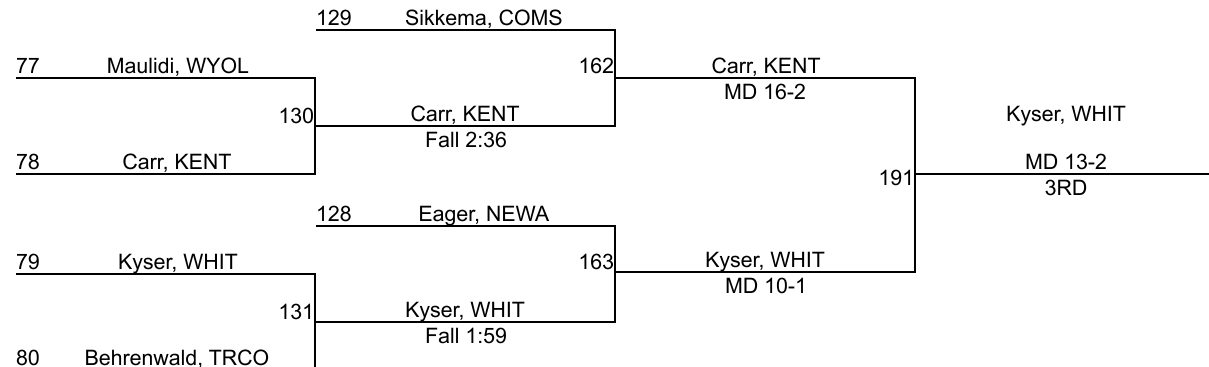 129 Sikkema, COMS
77 Maulidi, WYOL
162 Carr, KENT
MD 16-2
130 Carr, KENT
Fall 2:36
Kyser, WHIT
78 Carr, KENT
MD 13-2
191
3RD
128 Eager, NEWA
79 Kyser, WHIT
163 Kyser, WHIT
MD 10-1
131 Kyser, WHIT
Fall 1:59
80 Behrenwald, TRCO